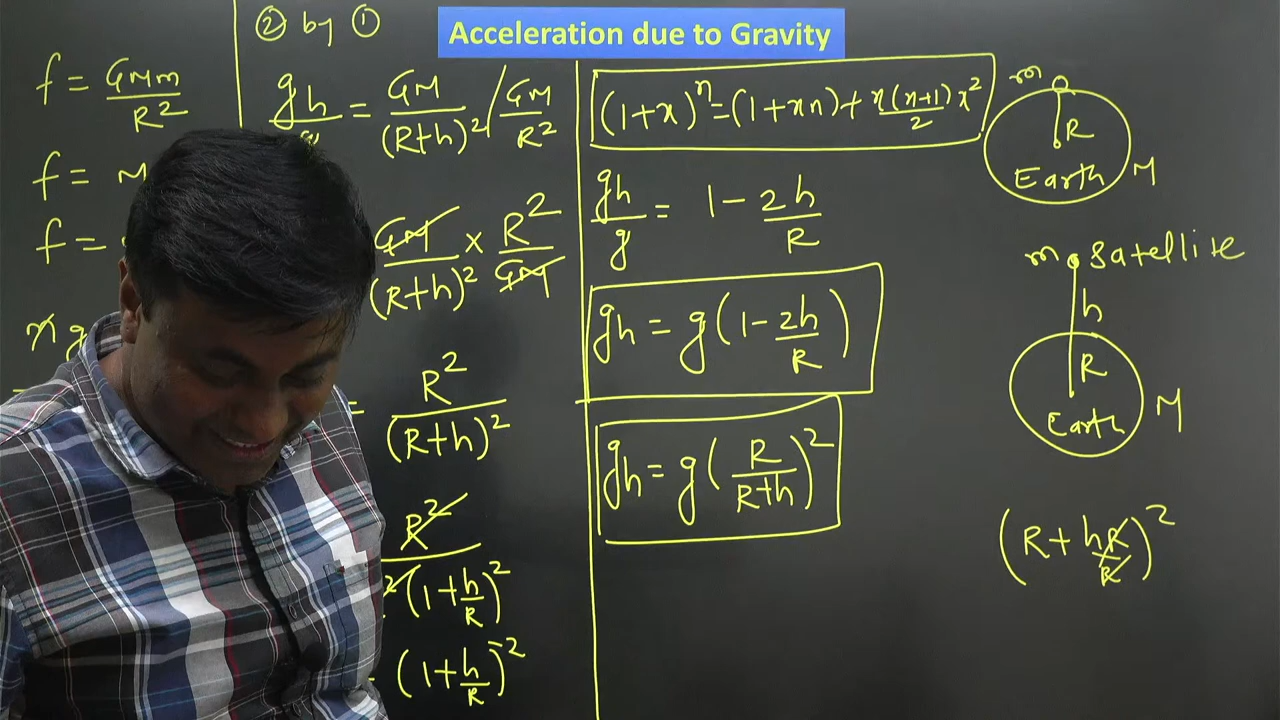 Acceleration due to Gravity
f = GMm / R²
f = M
f =
② by ①
gh / g = GM / (R+h)² / GM / R²
GM / (R+h)² × R² / GM
= R² / (R+h)²
R² / ²(1+h/R)²
= (1+h/R)⁻²
(1+x)ⁿ=(1+xn)+n(n+1)x² / 2
gh / g = 1 - 2h / R
gh = g(1-2h / R)
gh = g(R / R+h)²
m
R
Earth M
m satellite
h
R
Earth M
(R+hR / R)²